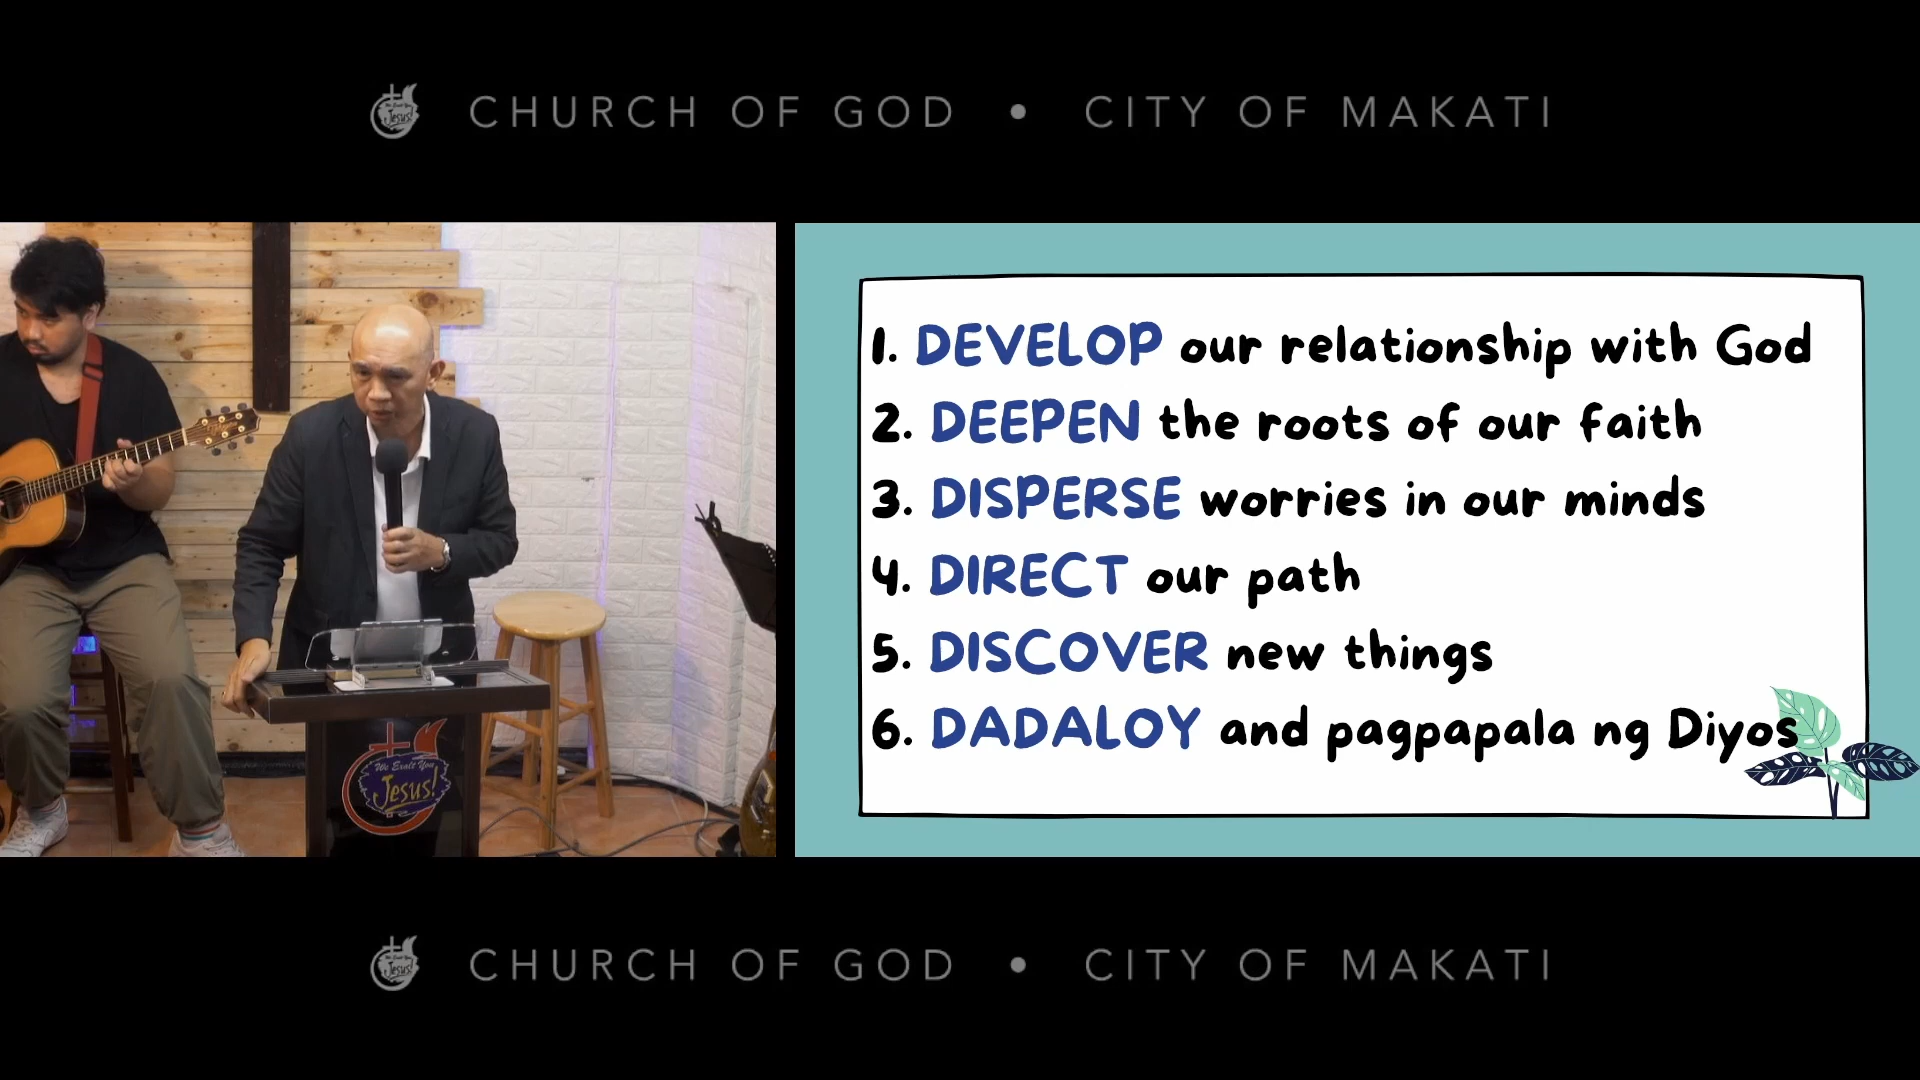 CHURCH OF GOD • CITY OF MAKATI
1. DEVELOP our relationship with God
2. DEEPEN the roots of our faith
3. DISPERSE worries in our minds
4. DIRECT our path
5. DISCOVER new things
6. DADALOY and pagpapala ng Diyos
We Exalt You
Jesus!
CHURCH OF GOD • CITY OF MAKATI